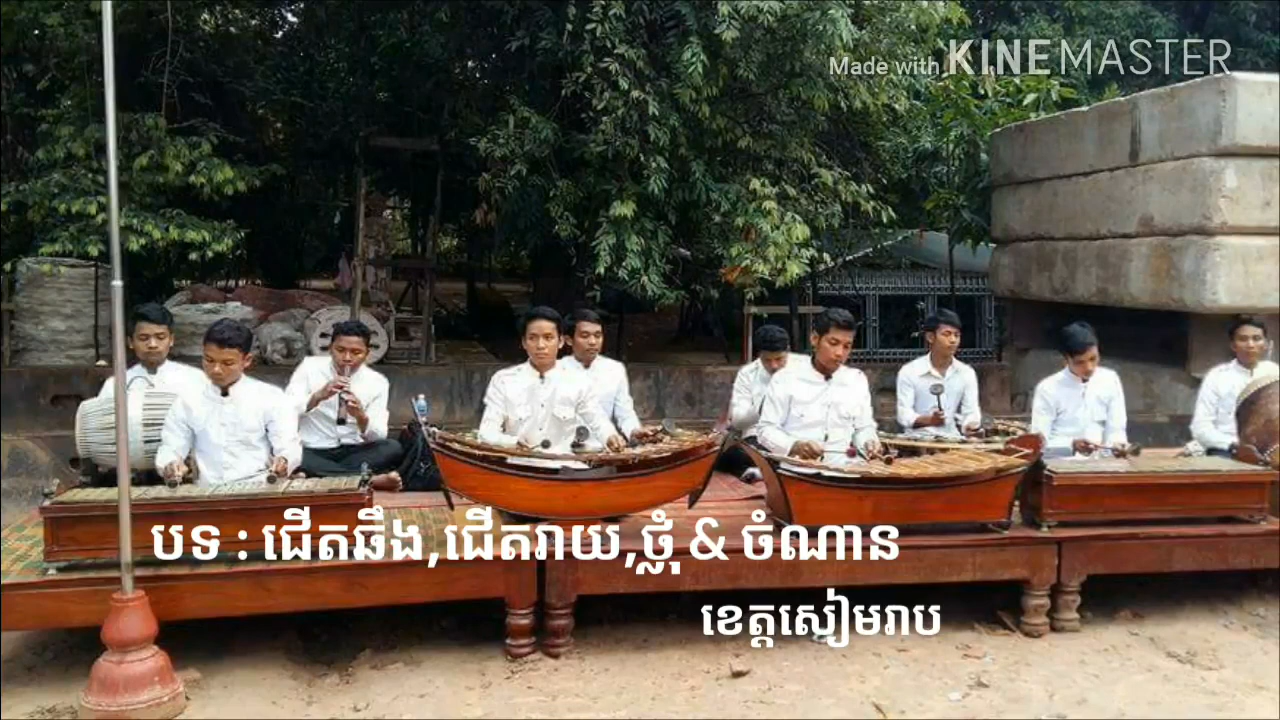 Made with KINEMASTER
បទ : ជើតឆឹង,ជើតរាយ,ថ្លុំ & ចំណាន
ខេត្តសៀមរាប